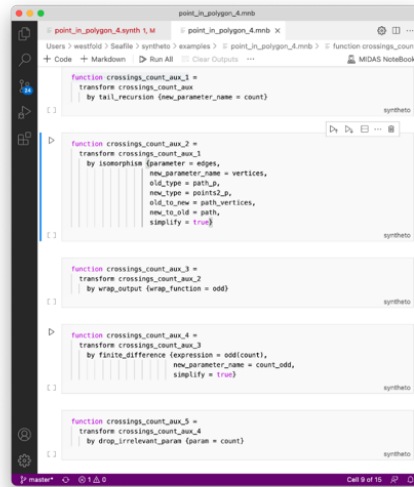 point_in_polygon_4.mnb
point_in_polygon_4.synth 1, M
point_in_polygon_4.mnb
Users > westfold > Seafile > syntheto > examples > point_in_polygon_4.mnb > function crossings_coun
+ Code + Markdown Run All Clear Outputs ... MIDAS NoteBook
function crossings_count_aux_1 =
transform crossings_count_aux
by tail_recursion {new_parameter_name = count}
[ ]
syntheto
24
function crossings_count_aux_2 =
transform crossings_count_aux_1
by isomorphism {parameter = edges,
new_parameter_name = vertices,
old_type = path_p,
new_type = points2_p,
old_to_new = path_vertices,
new_to_old = path,
simplify = true}
[ ]
syntheto
function crossings_count_aux_3 =
transform crossings_count_aux_2
by wrap_output {wrap_function = odd}
[ ]
syntheto
function crossings_count_aux_4 =
transform crossings_count_aux_3
by finite_difference {expression = odd(count),
new_parameter_name = count_odd,
simplify = true}
[ ]
syntheto
function crossings_count_aux_5 =
transform crossings_count_aux_4
by drop_irrelevant_param {param = count}
[ ]
syntheto
master* 1 0 Cell 9 of 15